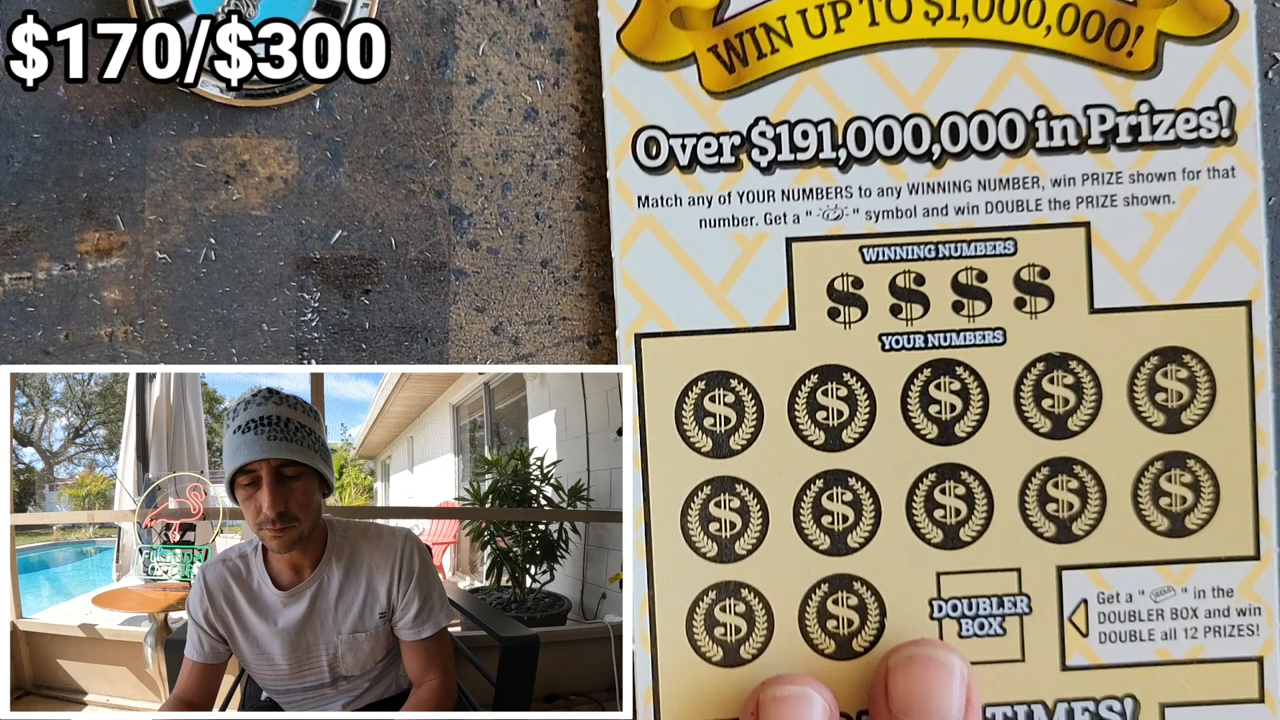 $170/$300
WIN UP TO $1,000,000!
Over $191,000,000 in Prizes!
Match any of YOUR NUMBERS to any WINNING NUMBER, win PRIZE shown for that
number. Get a " " symbol and win DOUBLE the PRIZE shown.
WINNING NUMBERS
$ $ $ $
YOUR NUMBERS
$ $ $ $ $
$ $ $ $ $
$ $
DOUBLER
BOX
Get a " " in the
DOUBLER BOX and win
DOUBLE all 12 PRIZES!
TIMES!